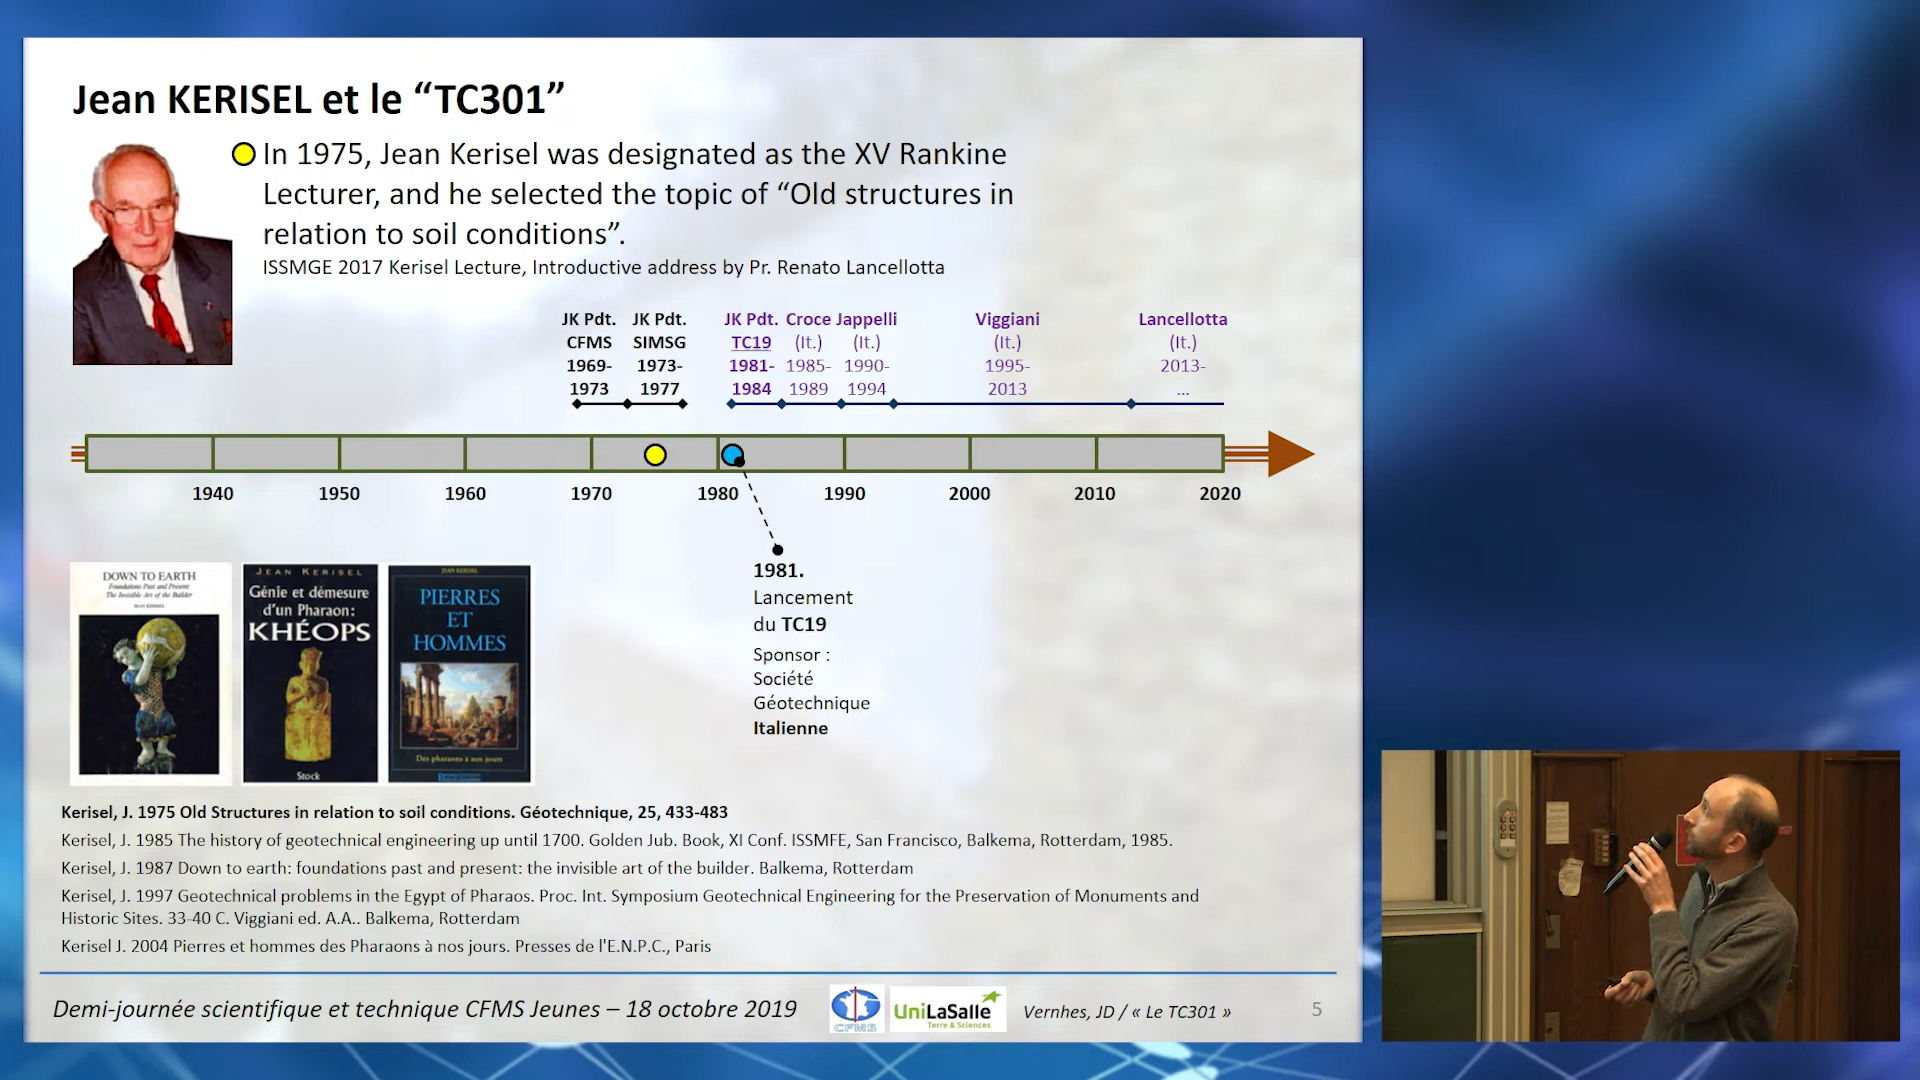 Jean KERISEL et le “TC301”
In 1975, Jean Kerisel was designated as the XV Rankine
Lecturer, and he selected the topic of “Old structures in
relation to soil conditions”.
ISSMGE 2017 Kerisel Lecture, Introductive address by Pr. Renato Lancellotta
JK Pdt.
CFMS
1969-
1973
JK Pdt.
SIMSG
1973-
1977
JK Pdt.
TC19
1981-
1984
Croce
(It.)
1985-
1989
Jappelli
(It.)
1990-
1994
Viggiani
(It.)
1995-
2013
Lancellotta
(It.)
2013-
...
1940 1950 1960 1970 1980 1990 2000 2010 2020
1981.
Lancement
du TC19
Sponsor :
Société
Géotechnique
Italienne
DOWN TO EARTH
Foundations Past and Present:
The Invisible Art of the Builder
JEAN KERISEL
JEAN KERISEL
Génie et démesure
d'un Pharaon:
KHÉOPS
Stock
JEAN KERISEL
PIERRES
ET
HOMMES
Des pharaons à nos jours
Kerisel, J. 1975 Old Structures in relation to soil conditions. Géotechnique, 25, 433-483
Kerisel, J. 1985 The history of geotechnical engineering up until 1700. Golden Jub. Book, XI Conf. ISSMFE, San Francisco, Balkema, Rotterdam, 1985.
Kerisel, J. 1987 Down to earth: foundations past and present: the invisible art of the builder. Balkema, Rotterdam
Kerisel, J. 1997 Geotechnical problems in the Egypt of Pharaos. Proc. Int. Symposium Geotechnical Engineering for the Preservation of Monuments and
Historic Sites. 33-40 C. Viggiani ed. A.A.. Balkema, Rotterdam
Kerisel J. 2004 Pierres et hommes des Pharaons à nos jours. Presses de l'E.N.P.C., Paris
Demi-journée scientifique et technique CFMS Jeunes – 18 octobre 2019
CFMS
UniLaSalle
Terre & Sciences
Vernhes, JD / « Le TC301 »
5